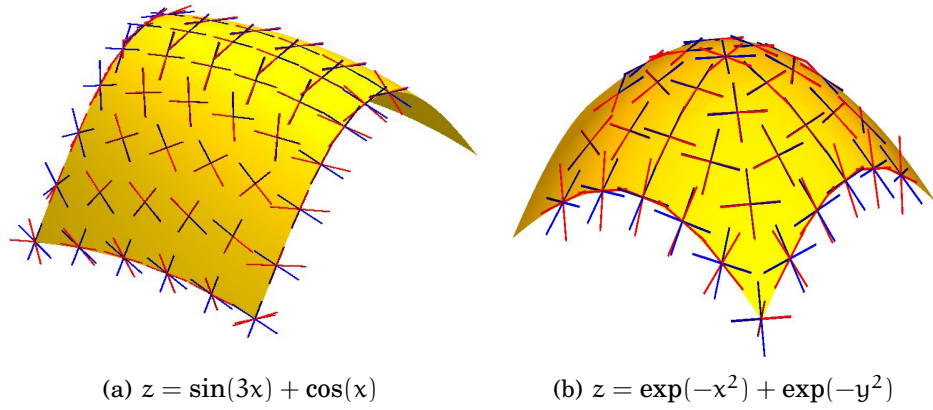 (a) z = sin(3x) + cos(x)
(b) z = exp(−x²) + exp(−y²)